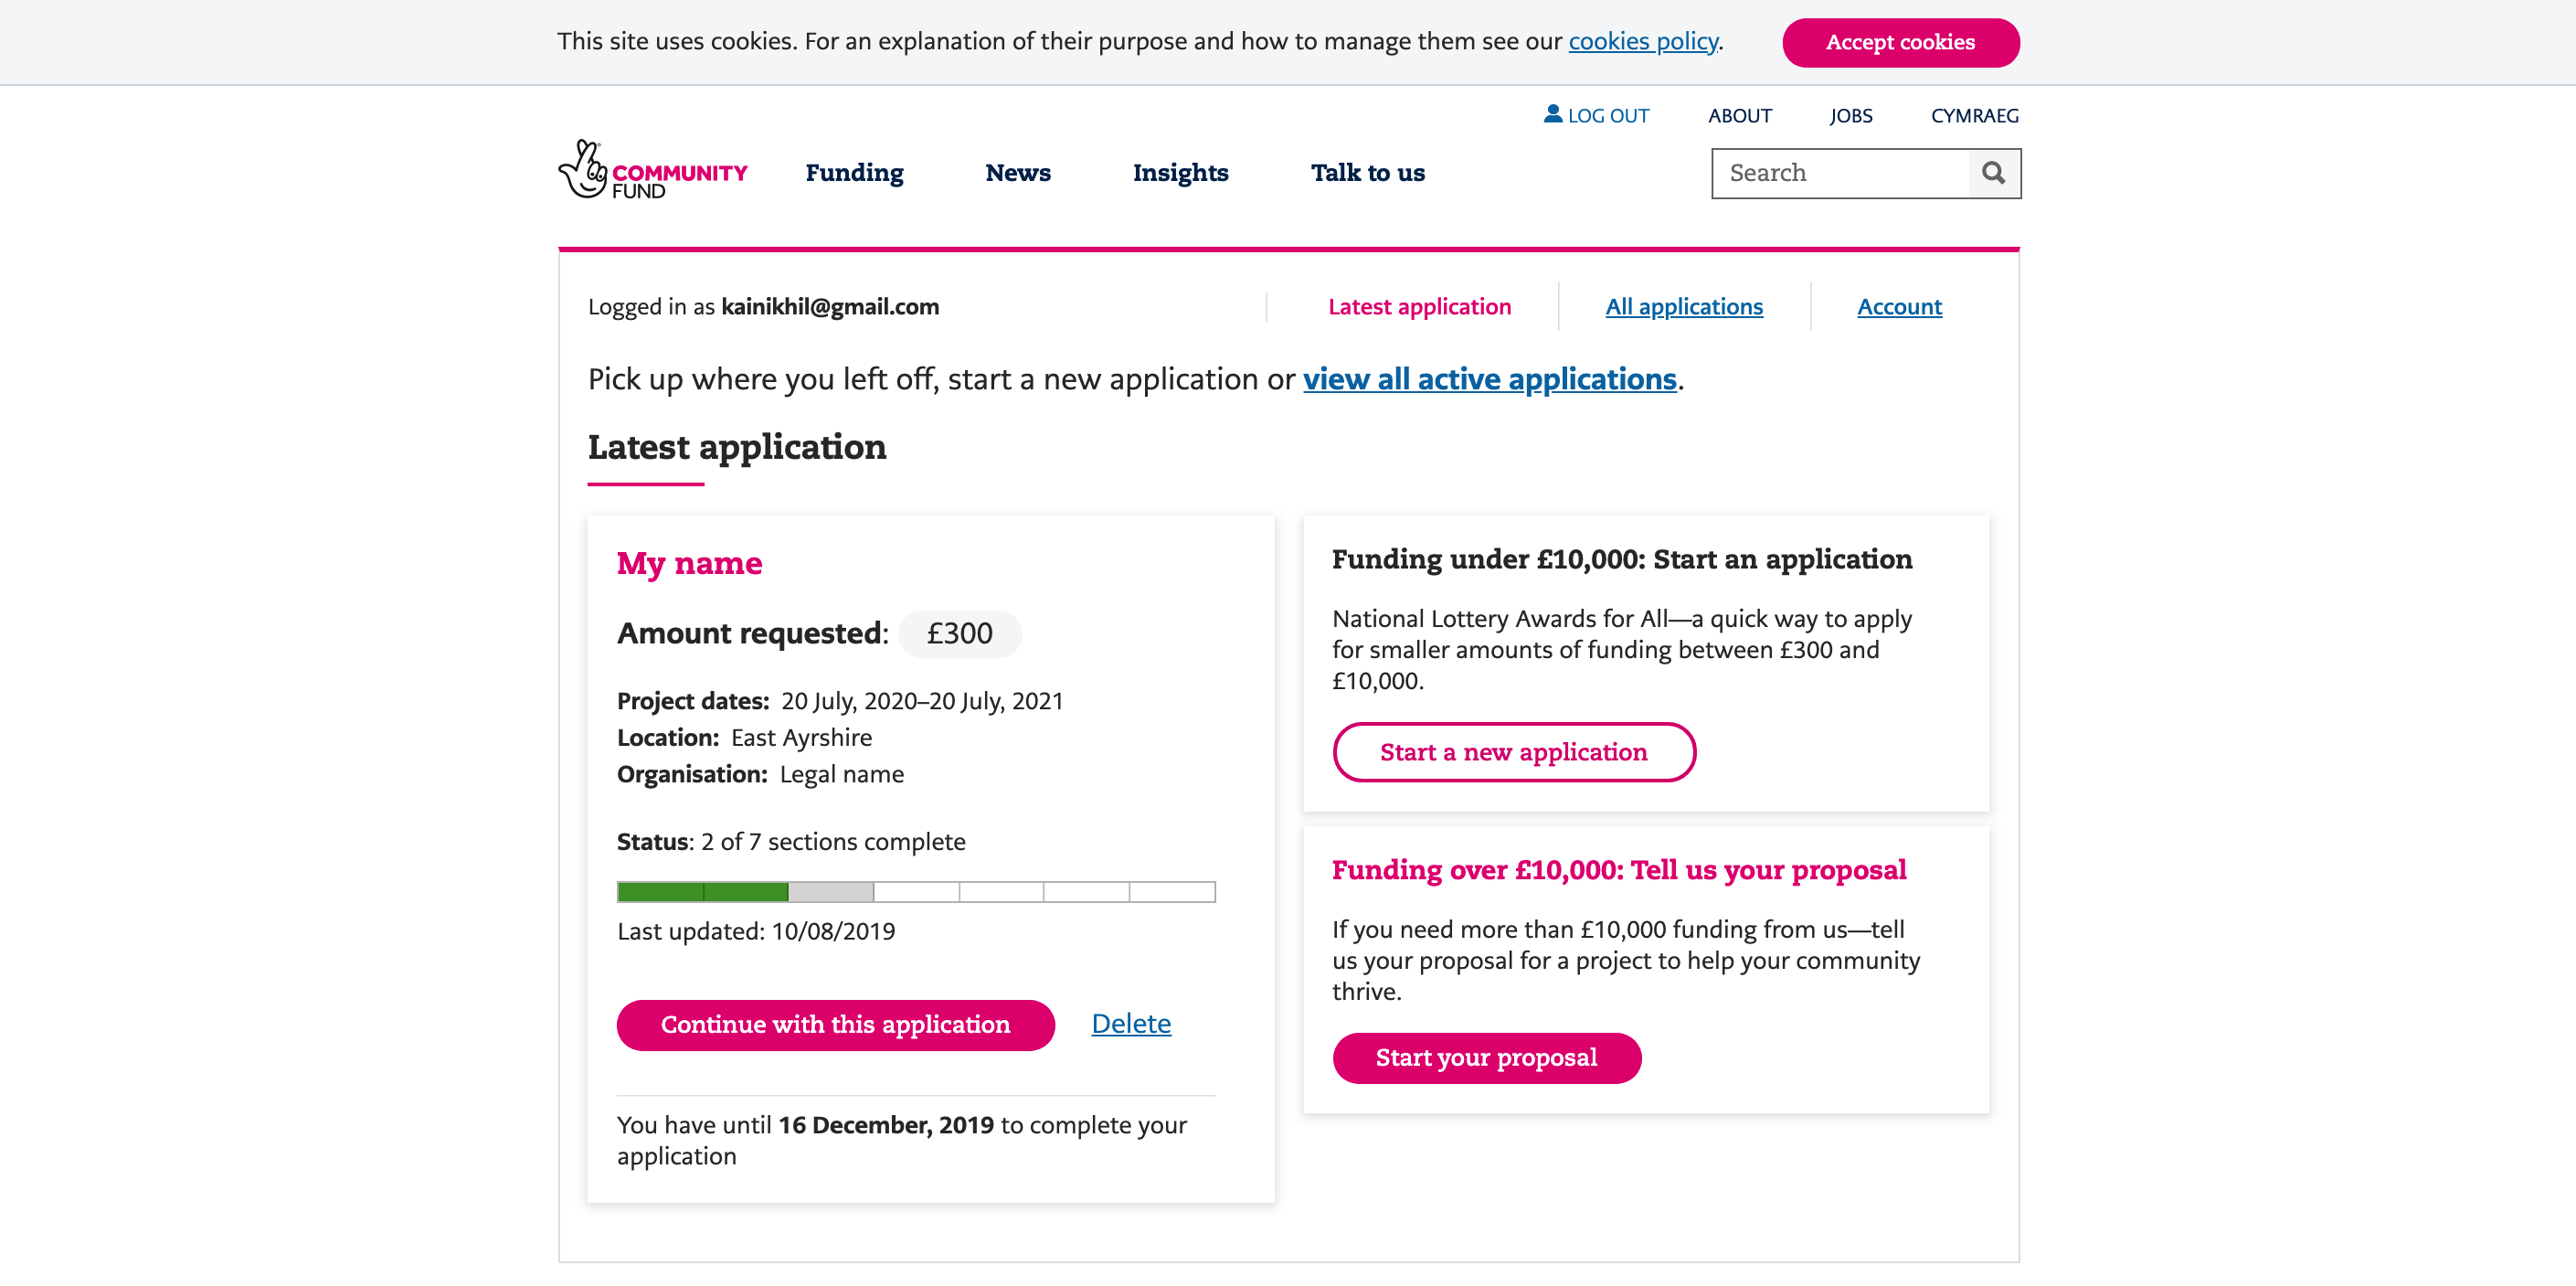 This site uses cookies. For an explanation of their purpose and how to manage them see our cookies policy.
Accept cookies
LOG OUT
ABOUT
JOBS
CYMRAEG
COMMUNITY
FUND
Funding
News
Insights
Talk to us
Search
Logged in as kainikhil@gmail.com
Latest application
All applications
Account
Pick up where you left off, start a new application or view all active applications.
Latest application
My name
Amount requested: £300
Project dates: 20 July, 2020–20 July, 2021
Location: East Ayrshire
Organisation: Legal name
Status: 2 of 7 sections complete
Last updated: 10/08/2019
Continue with this application
Delete
You have until 16 December, 2019 to complete your
application
Funding under £10,000: Start an application
National Lottery Awards for All—a quick way to apply
for smaller amounts of funding between £300 and
£10,000.
Start a new application
Funding over £10,000: Tell us your proposal
If you need more than £10,000 funding from us—tell
us your proposal for a project to help your community
thrive.
Start your proposal